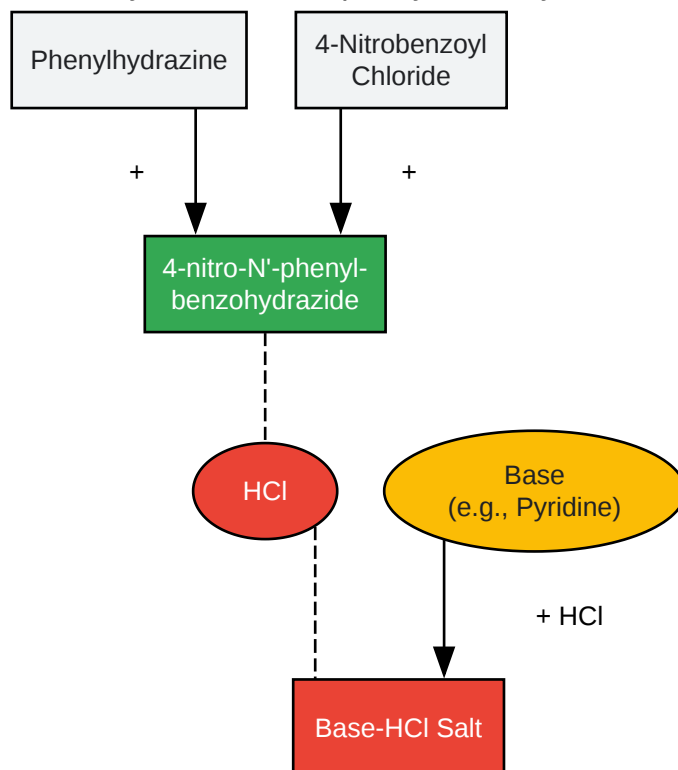 Phenylhydrazine
4-Nitrobenzoyl
Chloride
+
+
4-nitro-N'-phenyl-
benzohydrazide
HCl
Base
(e.g., Pyridine)
+ HCl
Base-HCl Salt